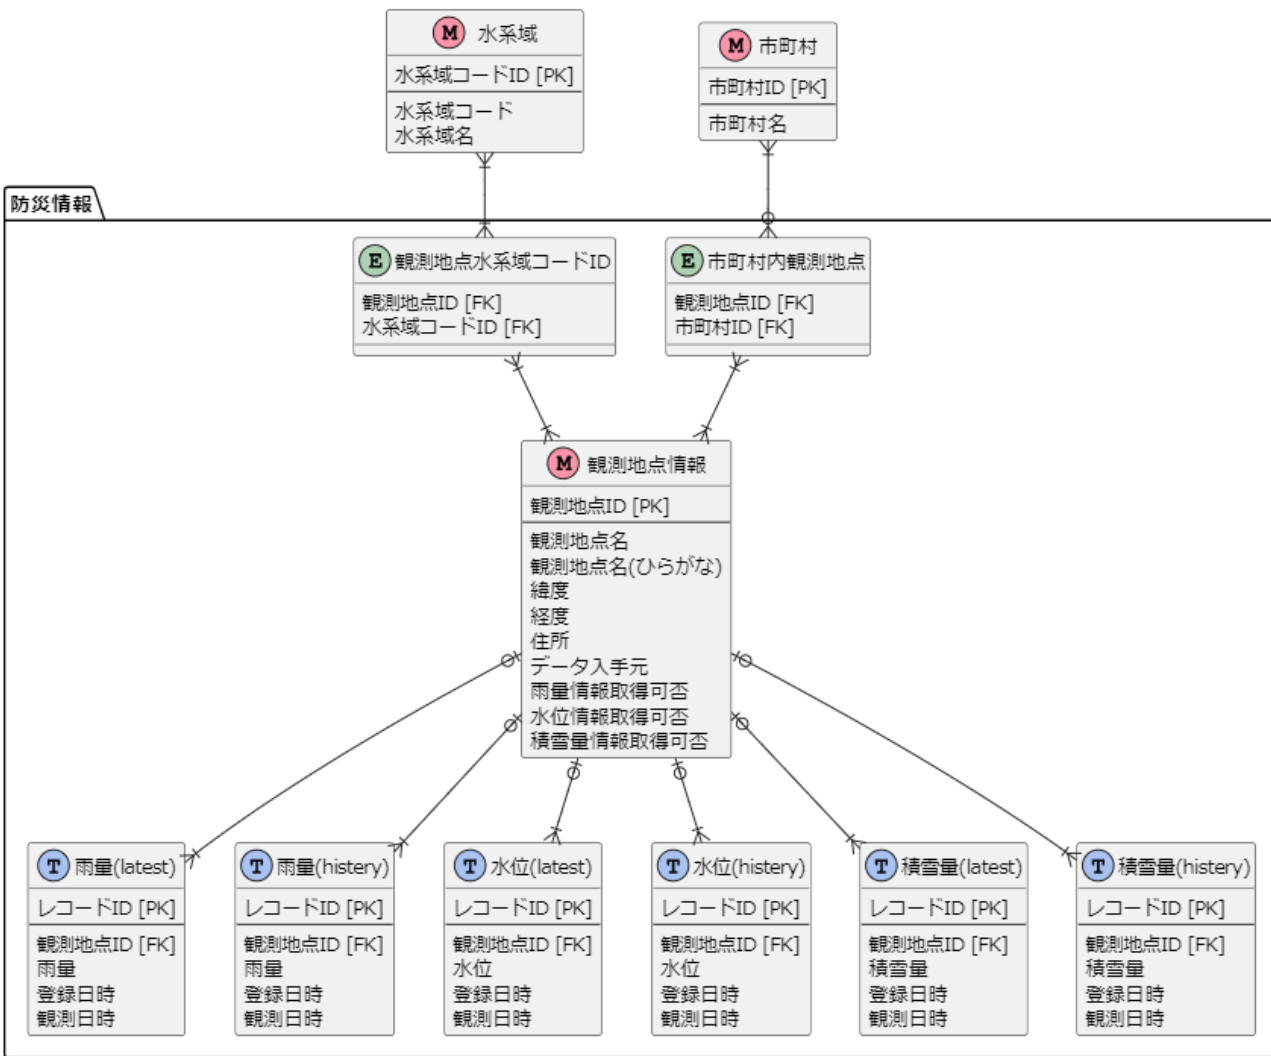 M 水系域
水系域コードID [PK]
水系域コード
水系域名
M 市町村
市町村ID [PK]
市町村名
防災情報
E 観測地点水系域コードID
観測地点ID [FK]
水系域コードID [FK]
E 市町村内観測地点
観測地点ID [FK]
市町村ID [FK]
M 観測地点情報
観測地点ID [PK]
観測地点名
観測地点名(ひらがな)
緯度
経度
住所
データ入手元
雨量情報取得可否
水位情報取得可否
積雪量情報取得可否
T 雨量(latest)
レコードID [PK]
観測地点ID [FK]
雨量
登録日時
観測日時
T 雨量(histery)
レコードID [PK]
観測地点ID [FK]
雨量
登録日時
観測日時
T 水位(latest)
レコードID [PK]
観測地点ID [FK]
水位
登録日時
観測日時
T 水位(histery)
レコードID [PK]
観測地点ID [FK]
水位
登録日時
観測日時
T 積雪量(latest)
レコードID [PK]
観測地点ID [FK]
積雪量
登録日時
観測日時
T 積雪量(histery)
レコードID [PK]
観測地点ID [FK]
積雪量
登録日時
観測日時